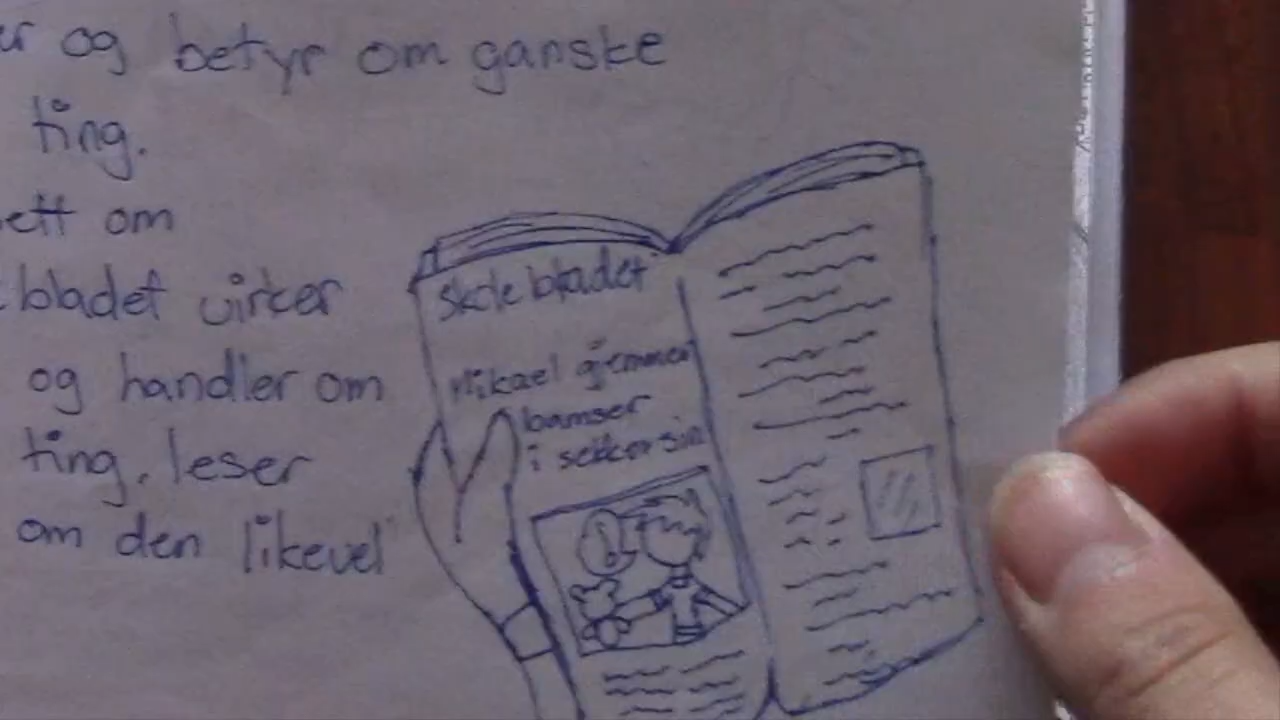 er og betyr om ganske
ting.
ett om
bladet virker
og handler om
ting, leser
om den likevel
skolebladet
Mikael gjemmer
bamser
i sekken sin